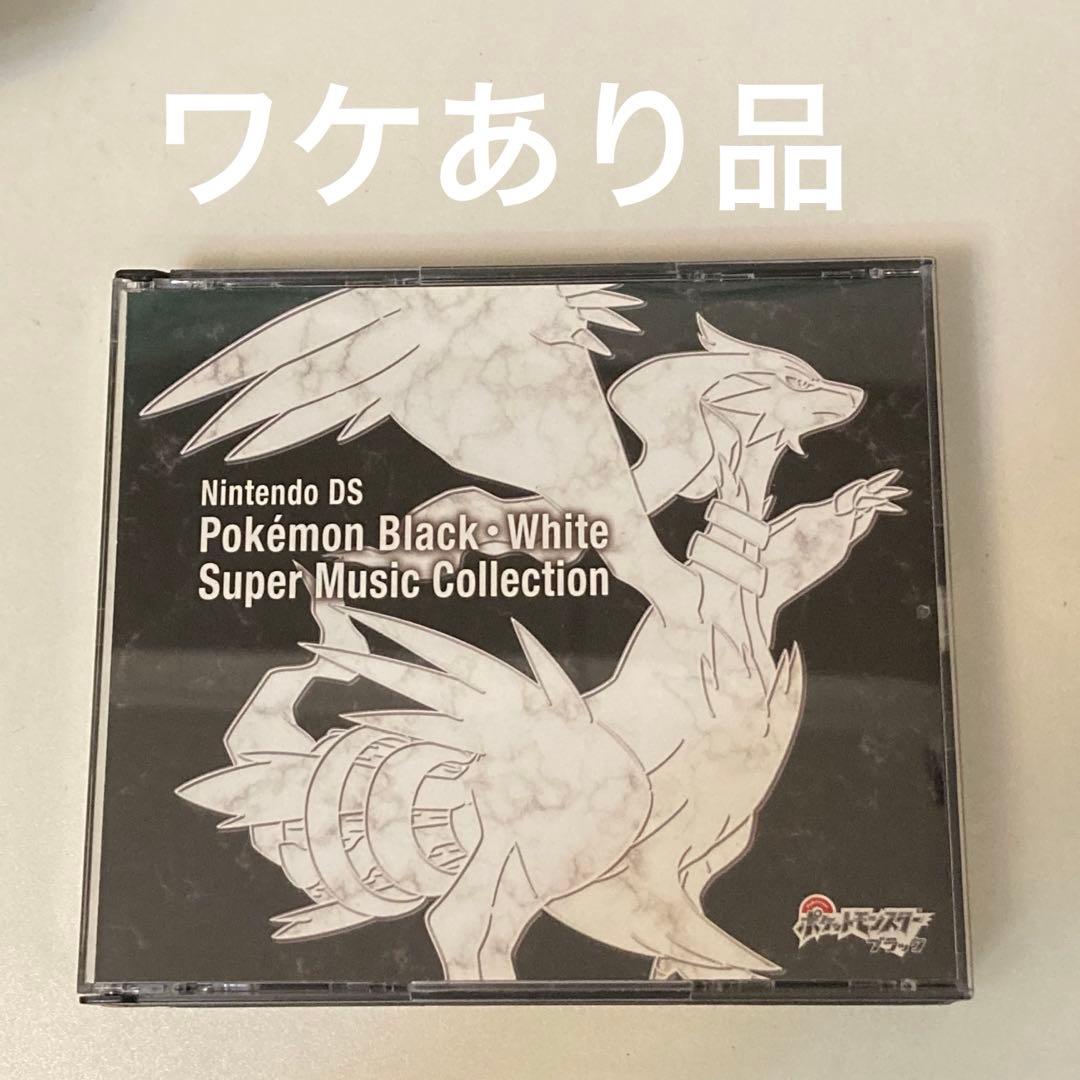 ワケあり品
Nintendo DS
Pokémon Black・White
Super Music Collection
ポケットモンスター
ブラック